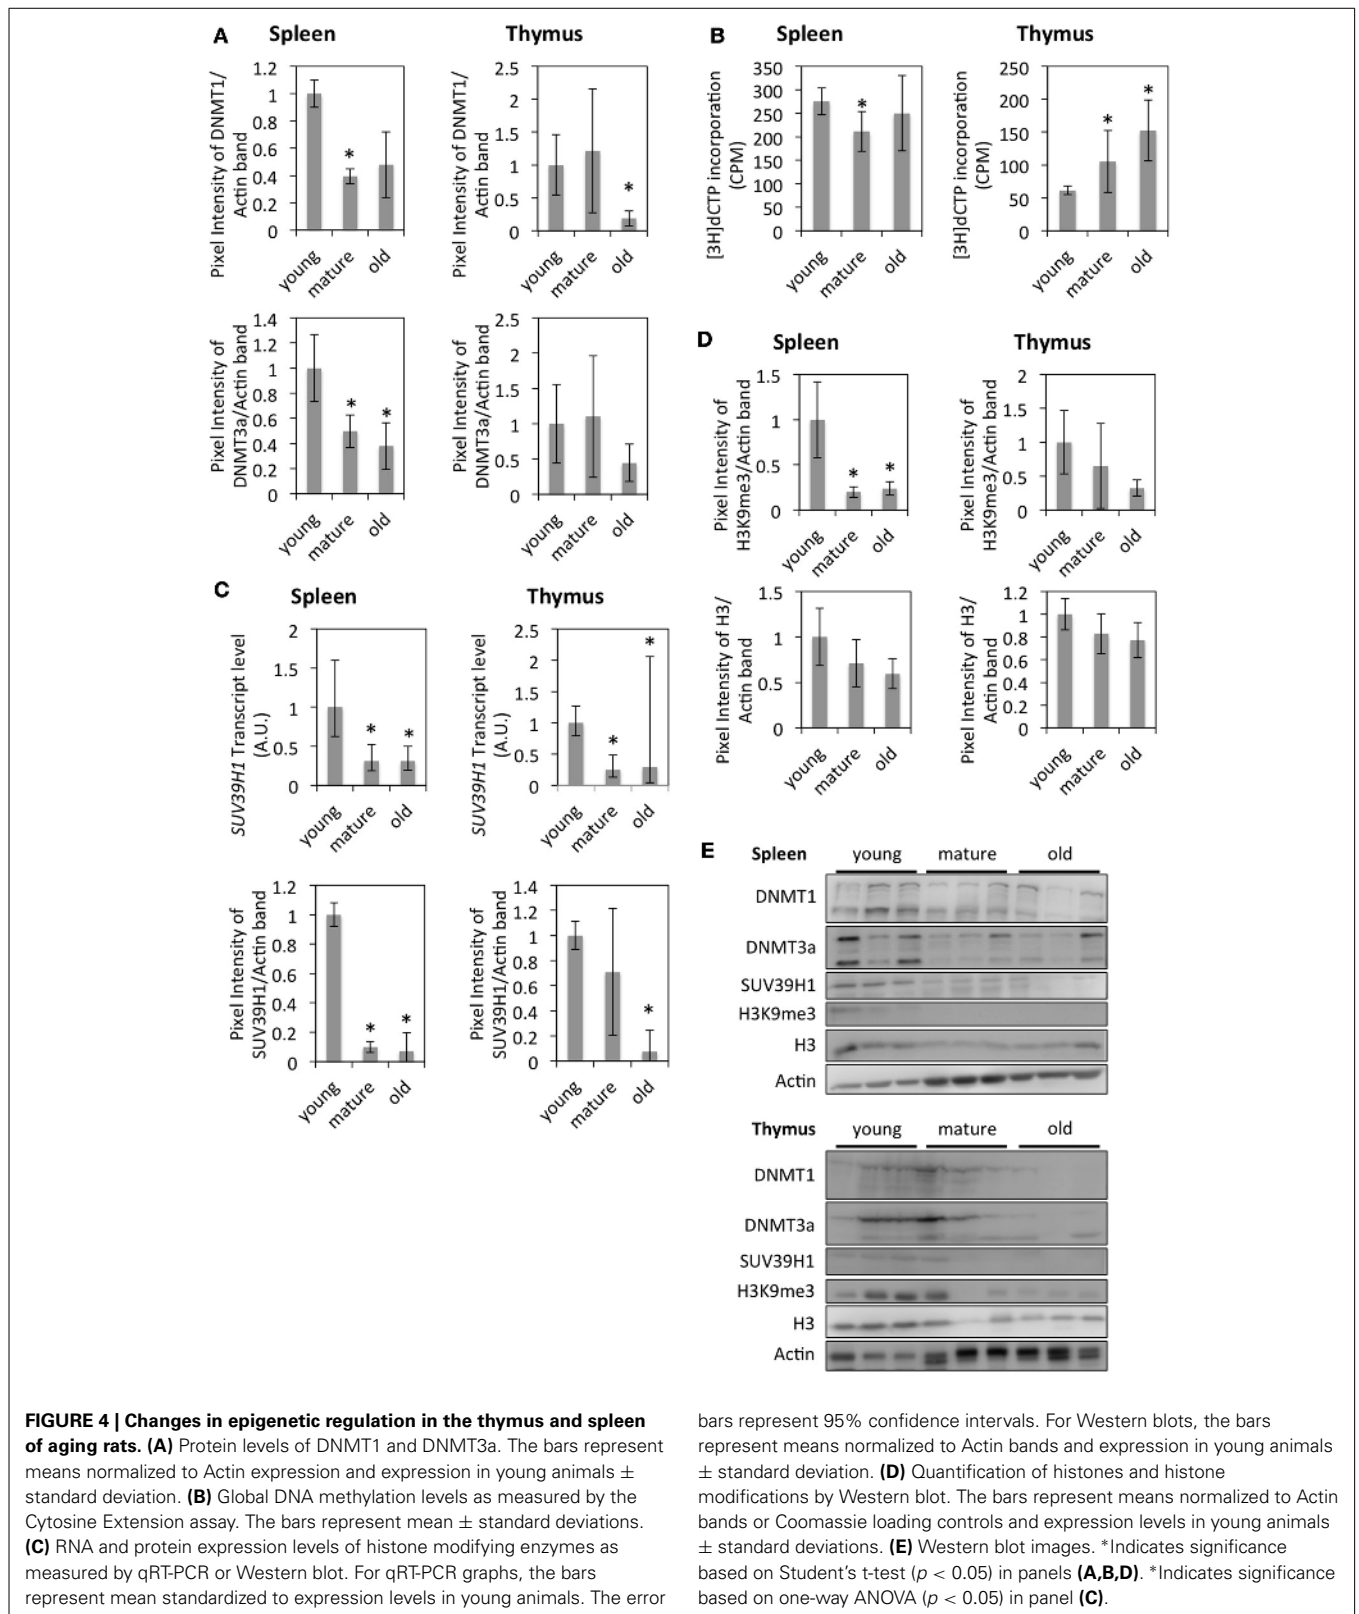 A
Spleen
Thymus
Pixel Intensity of DNMT1/
Actin band
1.2
1
0.8
0.6
0.4
0.2
0
*
young
mature
old
Pixel Intensity of DNMT1/
Actin band
2.5
2
1.5
1
0.5
0
*
young
mature
old
Pixel Intensity of
DNMT3a/Actin band
1.4
1.2
1
0.8
0.6
0.4
0.2
0
*
*
young
mature
old
Pixel Intensity of
DNMT3a/Actin band
2.5
2
1.5
1
0.5
0
young
mature
old
B
Spleen
Thymus
[3H]dCTP incorporation
(CPM)
350
300
250
200
150
100
50
0
*
young
mature
old
[3H]dCTP incorporation
(CPM)
250
200
150
100
50
0
*
*
young
mature
old
C
Spleen
Thymus
SUV39H1 Transcript level
(A.U.)
2
1.5
1
0.5
0
*
*
young
mature
old
SUV39H1 Transcript level
(A.U.)
2.5
2
1.5
1
0.5
0
*
*
young
mature
old
Pixel Intensity of
SUV39H1/Actin band
1.2
1
0.8
0.6
0.4
0.2
0
*
*
young
mature
old
Pixel Intensity of
SUV39H1/Actin band
1.4
1.2
1
0.8
0.6
0.4
0.2
0
*
young
mature
old
D
Spleen
Thymus
Pixel Intensity of
H3K9me3/Actin band
1.5
1
0.5
0
*
*
young
mature
old
Pixel Intensity of
H3K9me3/Actin band
2
1.5
1
0.5
0
young
mature
old
Pixel Intensity of H3/
Actin band
1.5
1
0.5
0
young
mature
old
Pixel Intensity of H3/
Actin band
1.2
1
0.8
0.6
0.4
0.2
0
young
mature
old
E
Spleen young mature old
DNMT1
DNMT3a
SUV39H1
H3K9me3
H3
Actin
Thymus young mature old
DNMT1
DNMT3a
SUV39H1
H3K9me3
H3
Actin
FIGURE 4 | Changes in epigenetic regulation in the thymus and spleen
of aging rats. (A) Protein levels of DNMT1 and DNMT3a. The bars represent
means normalized to Actin expression and expression in young animals ±
standard deviation. (B) Global DNA methylation levels as measured by the
Cytosine Extension assay. The bars represent mean ± standard deviations.
(C) RNA and protein expression levels of histone modifying enzymes as
measured by qRT-PCR or Western blot. For qRT-PCR graphs, the bars
represent mean standardized to expression levels in young animals. The error
bars represent 95% confidence intervals. For Western blots, the bars
represent means normalized to Actin bands and expression in young animals
± standard deviation. (D) Quantification of histones and histone
modifications by Western blot. The bars represent means normalized to Actin
bands or Coomassie loading controls and expression levels in young animals
± standard deviations. (E) Western blot images. *Indicates significance
based on Student's t-test (p < 0.05) in panels (A,B,D). *Indicates significance
based on one-way ANOVA (p < 0.05) in panel (C).